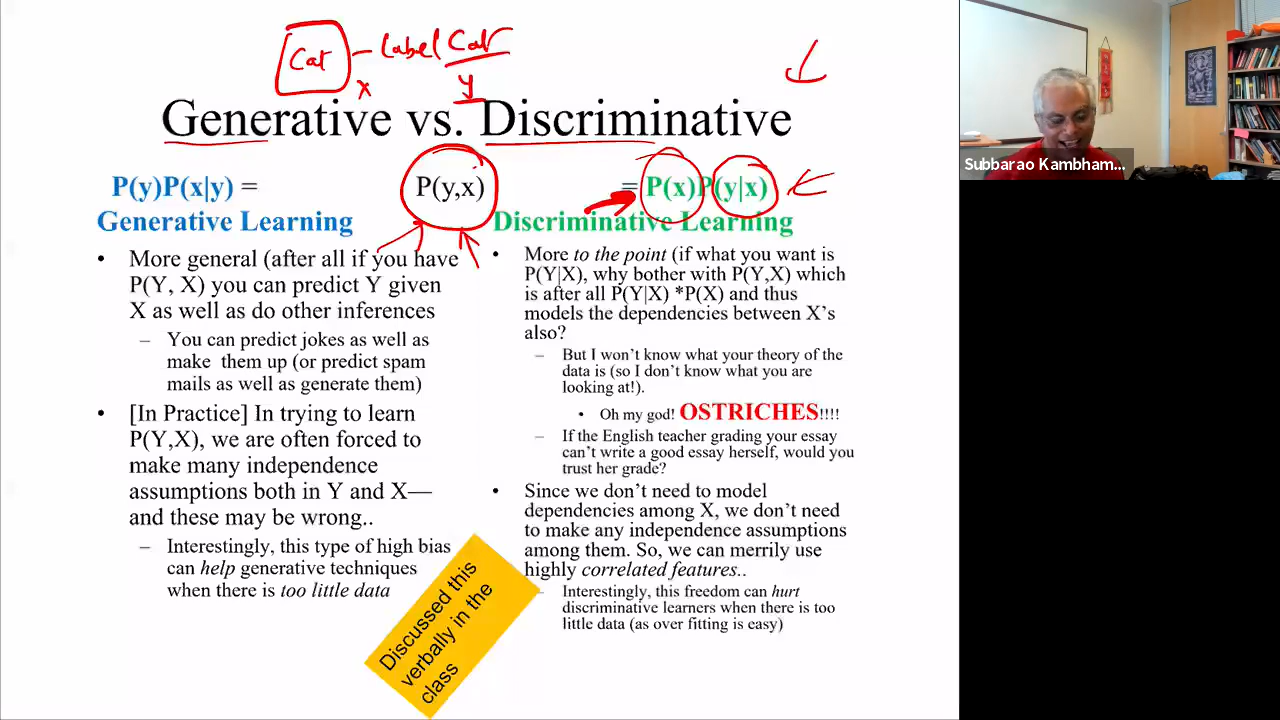 Cat – Label Cat
x y
Generative vs. Discriminative
P(y)P(x|y) = P(y,x) = P(x)P(y|x)
Generative Learning
• More general (after all if you have
P(Y, X) you can predict Y given
X as well as do other inferences
– You can predict jokes as well as
make them up (or predict spam
mails as well as generate them)
• [In Practice] In trying to learn
P(Y,X), we are often forced to
make many independence
assumptions both in Y and X—
and these may be wrong..
– Interestingly, this type of high bias
can help generative techniques
when there is too little data
Discriminative Learning
• More to the point (if what you want is
P(Y|X), why bother with P(Y,X) which
is after all P(Y|X) *P(X) and thus
models the dependencies between X's
also?
– But I won't know what your theory of the
data is (so I don't know what you are
looking at!).
• Oh my god! OSTRICHES!!!!
– If the English teacher grading your essay
can't write a good essay herself, would you
trust her grade?
• Since we don't need to model
dependencies among X, we don't need
to make any independence assumptions
among them. So, we can merrily use
highly correlated features..
– Interestingly, this freedom can hurt
discriminative learners when there is too
little data (as over fitting is easy)
Discussed this
verbally in the
class
Subbarao Kambham...